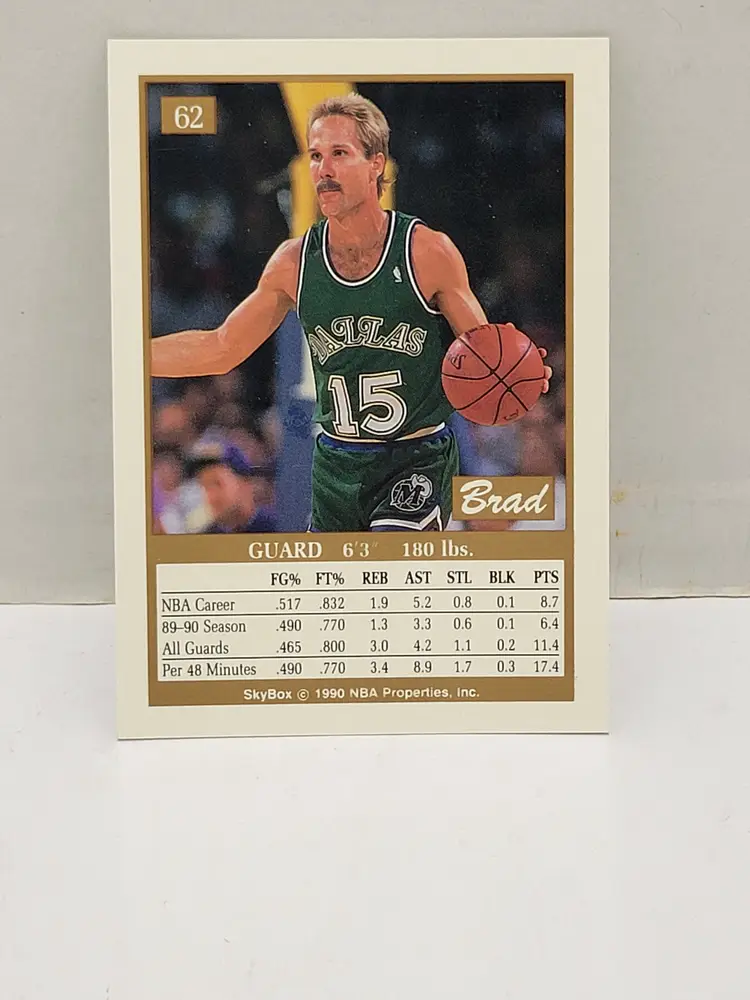 62
DALLAS
15
M
Brad
GUARD 6'3" 180 lbs.
FG% FT% REB AST STL BLK PTS
NBA Career .517 .832 1.9 5.2 0.8 0.1 8.7
89–90 Season .490 .770 1.3 3.3 0.6 0.1 6.4
All Guards .465 .800 3.0 4.2 1.1 0.2 11.4
Per 48 Minutes .490 .770 3.4 8.9 1.7 0.3 17.4
SkyBox © 1990 NBA Properties, Inc.